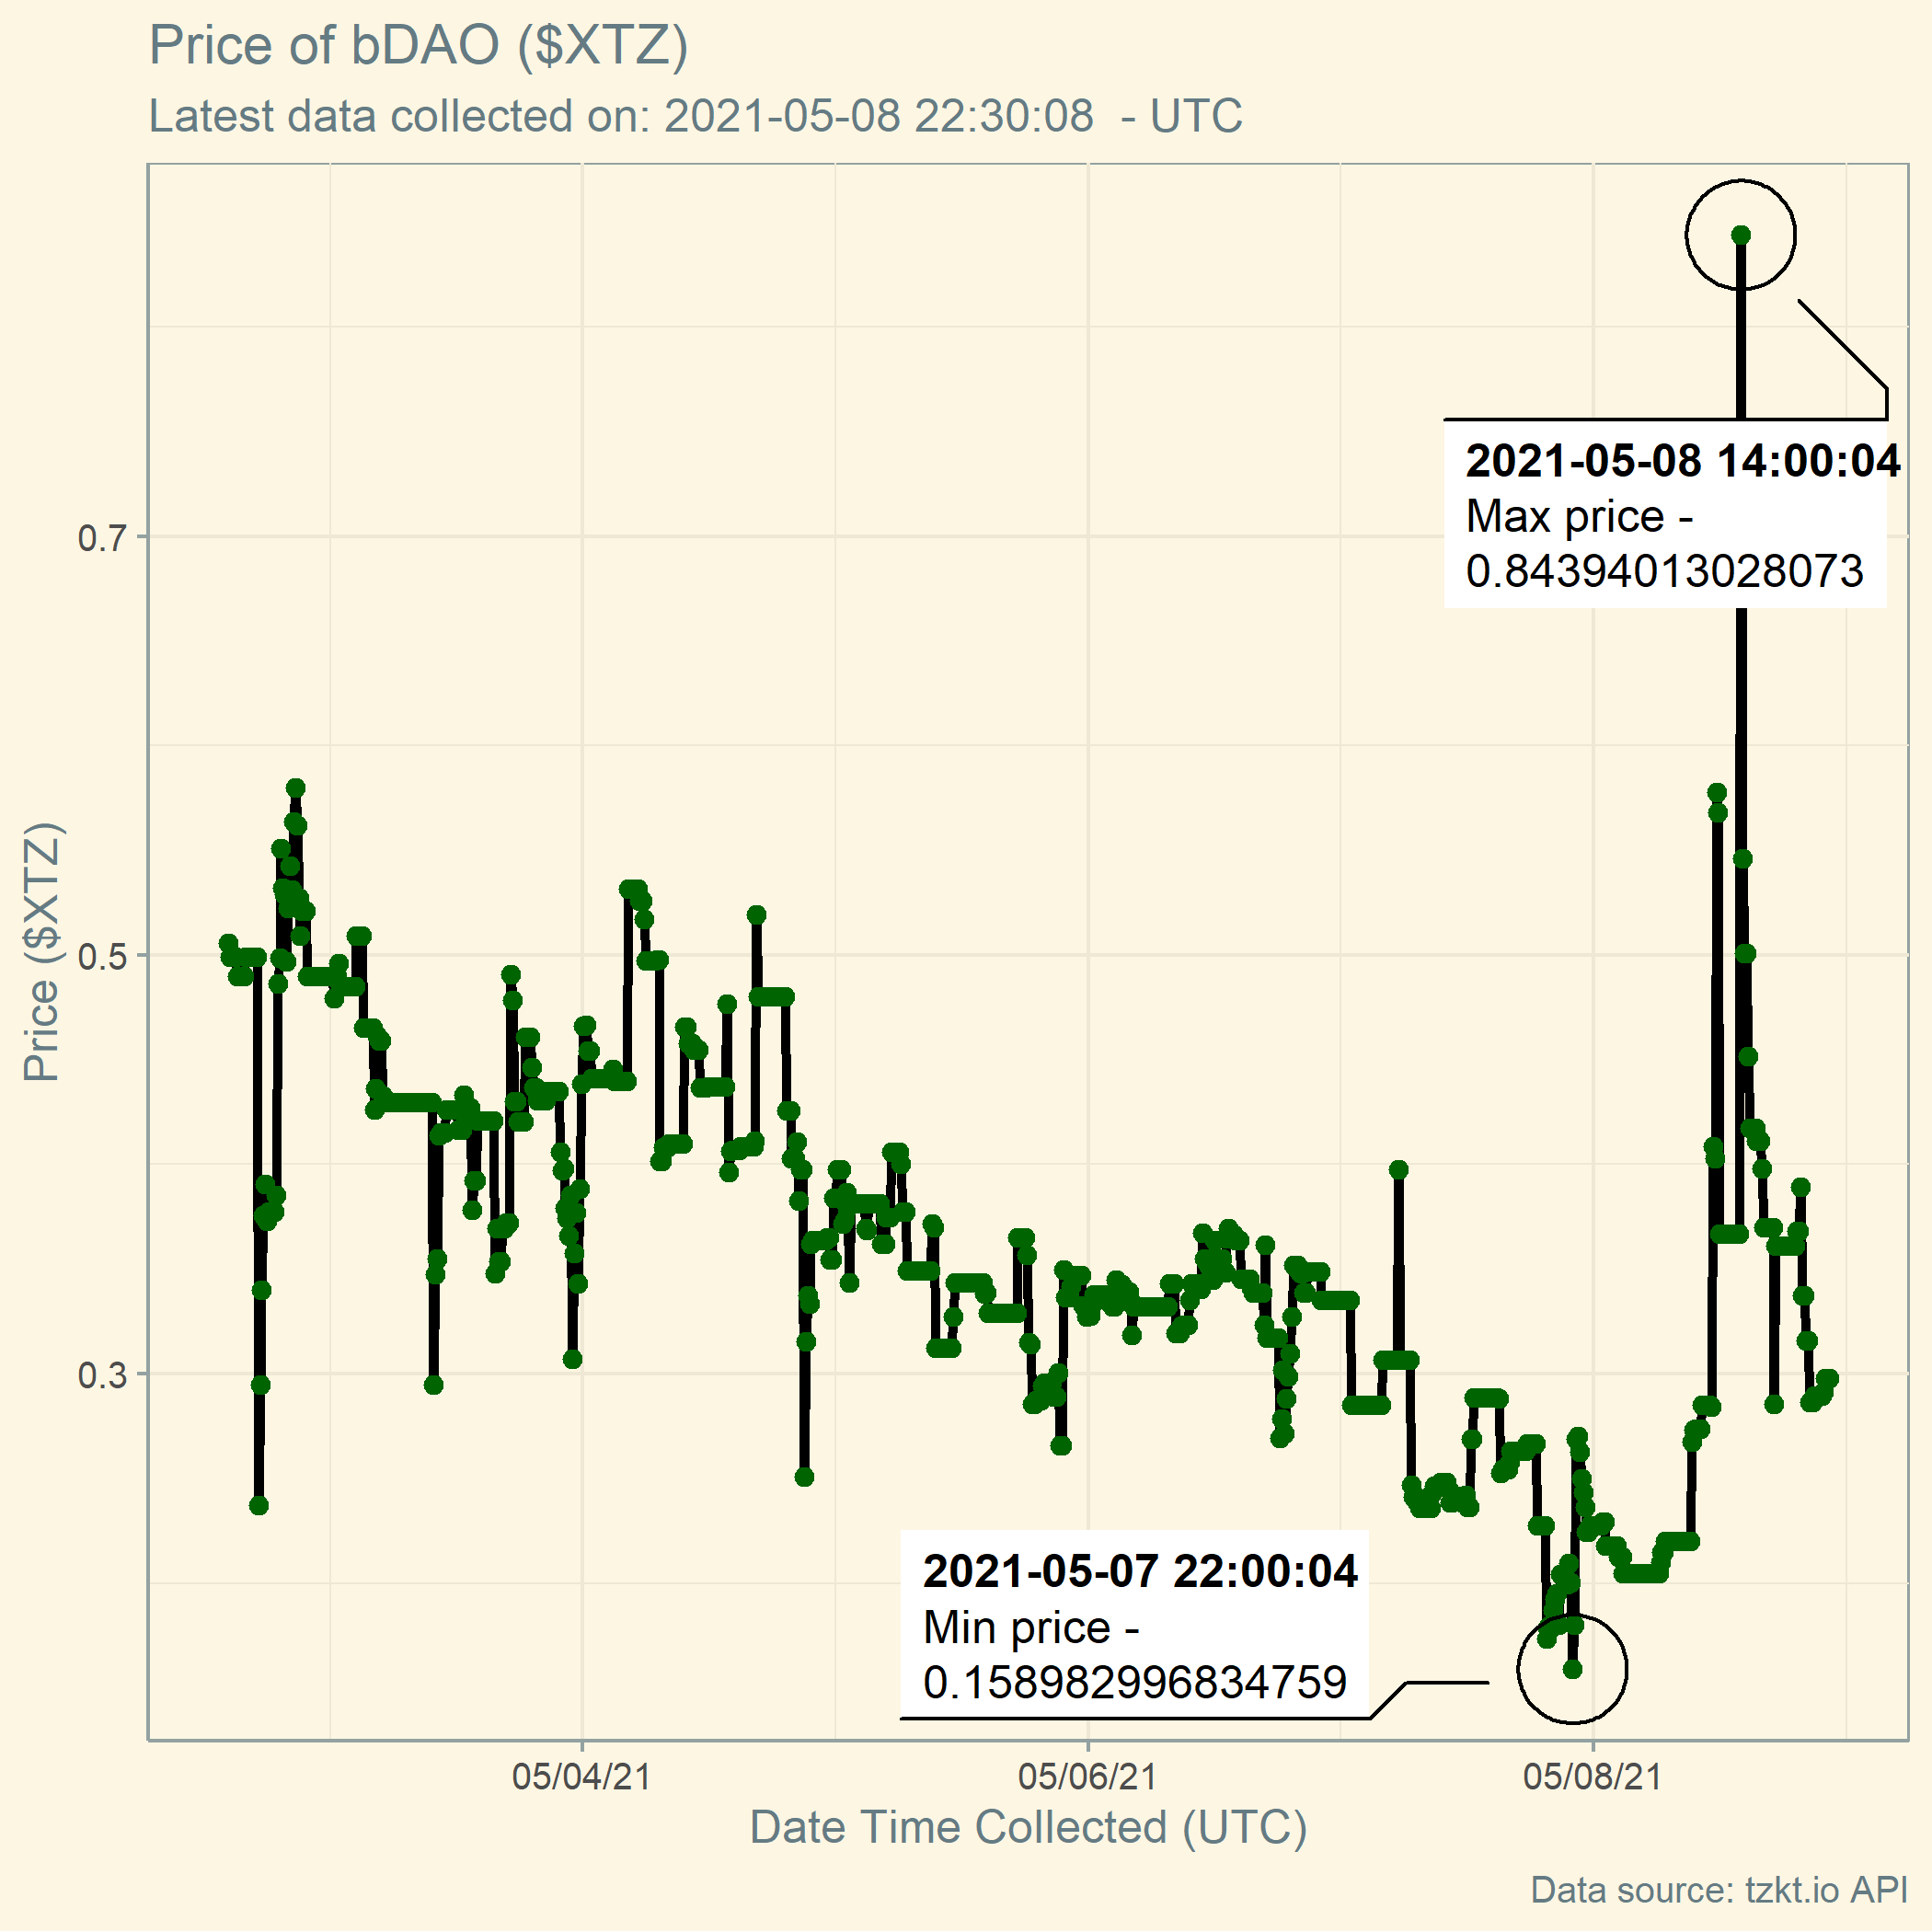 Price of bDAO ($XTZ)
Latest data collected on: 2021-05-08 22:30:08  - UTC
2021-05-08 14:00:04
Max price -
0.84394013028073
0.7
Price ($XTZ)
0.5
0.3
2021-05-07 22:00:04
Min price -
0.158982996834759
05/04/21
05/06/21
05/08/21
Date Time Collected (UTC)
Data source: tzkt.io API